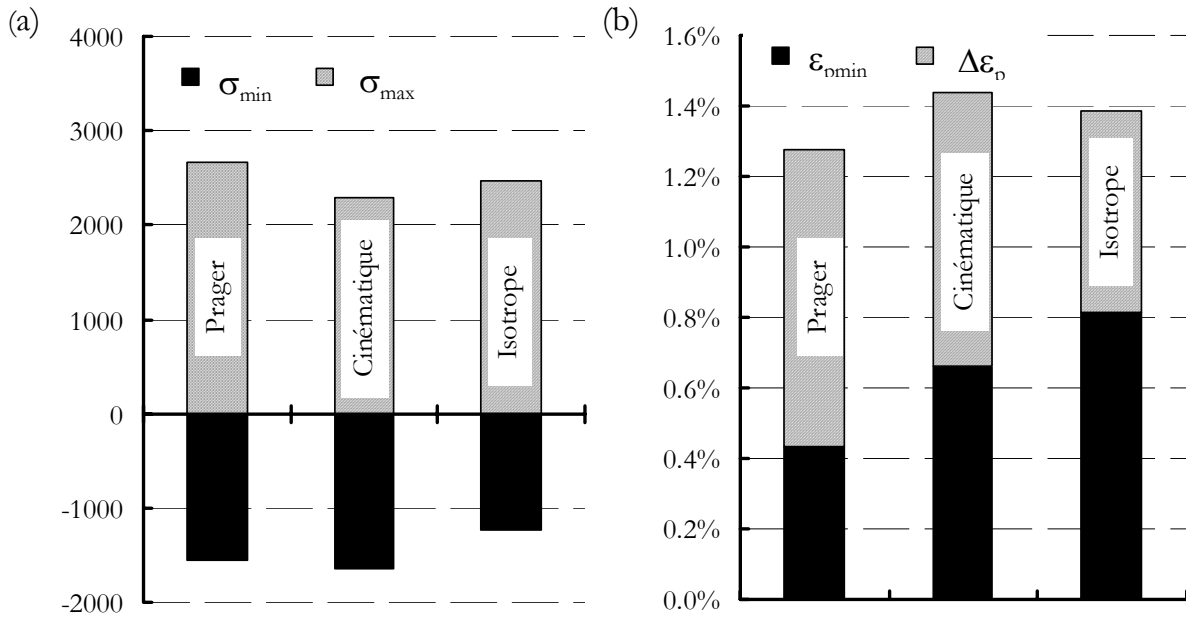 (a)
4000
3000
2000
1000
0
-1000
-2000
σmin σmax
Prager
Cinématique
Isotrope
(b)
1.6%
1.4%
1.2%
1.0%
0.8%
0.6%
0.4%
0.2%
0.0%
εpmin Δεp
Prager
Cinématique
Isotrope